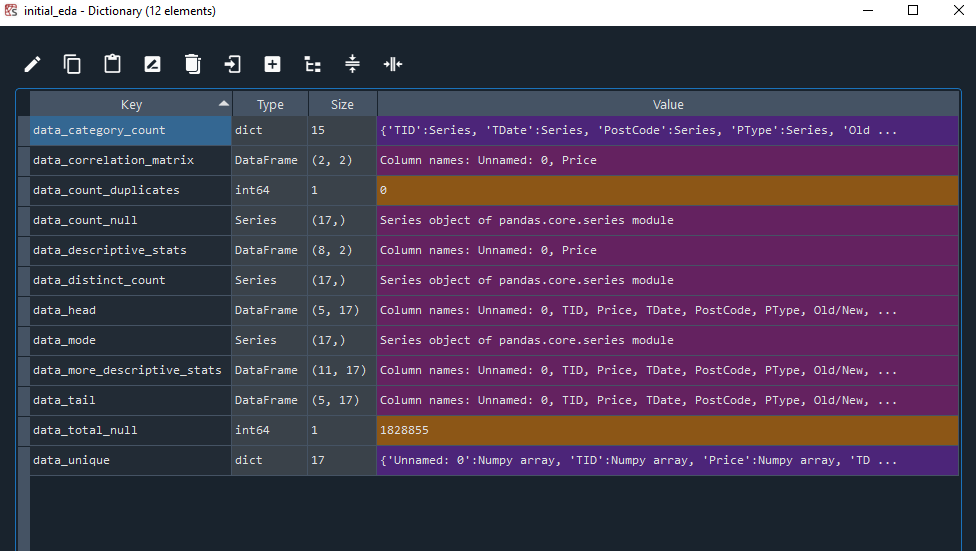 initial_eda - Dictionary (12 elements)
Key Type Size Value
data_category_count dict 15 {'TID':Series, 'TDate':Series, 'PostCode':Series, 'PType':Series, 'Old ...
data_correlation_matrix DataFrame (2, 2) Column names: Unnamed: 0, Price
data_count_duplicates int64 1 0
data_count_null Series (17,) Series object of pandas.core.series module
data_descriptive_stats DataFrame (8, 2) Column names: Unnamed: 0, Price
data_distinct_count Series (17,) Series object of pandas.core.series module
data_head DataFrame (5, 17) Column names: Unnamed: 0, TID, Price, TDate, PostCode, PType, Old/New, ...
data_mode Series (17,) Series object of pandas.core.series module
data_more_descriptive_stats DataFrame (11, 17) Column names: Unnamed: 0, TID, Price, TDate, PostCode, PType, Old/New, ...
data_tail DataFrame (5, 17) Column names: Unnamed: 0, TID, Price, TDate, PostCode, PType, Old/New, ...
data_total_null int64 1 1828855
data_unique dict 17 {'Unnamed: 0':Numpy array, 'TID':Numpy array, 'Price':Numpy array, 'TD ...